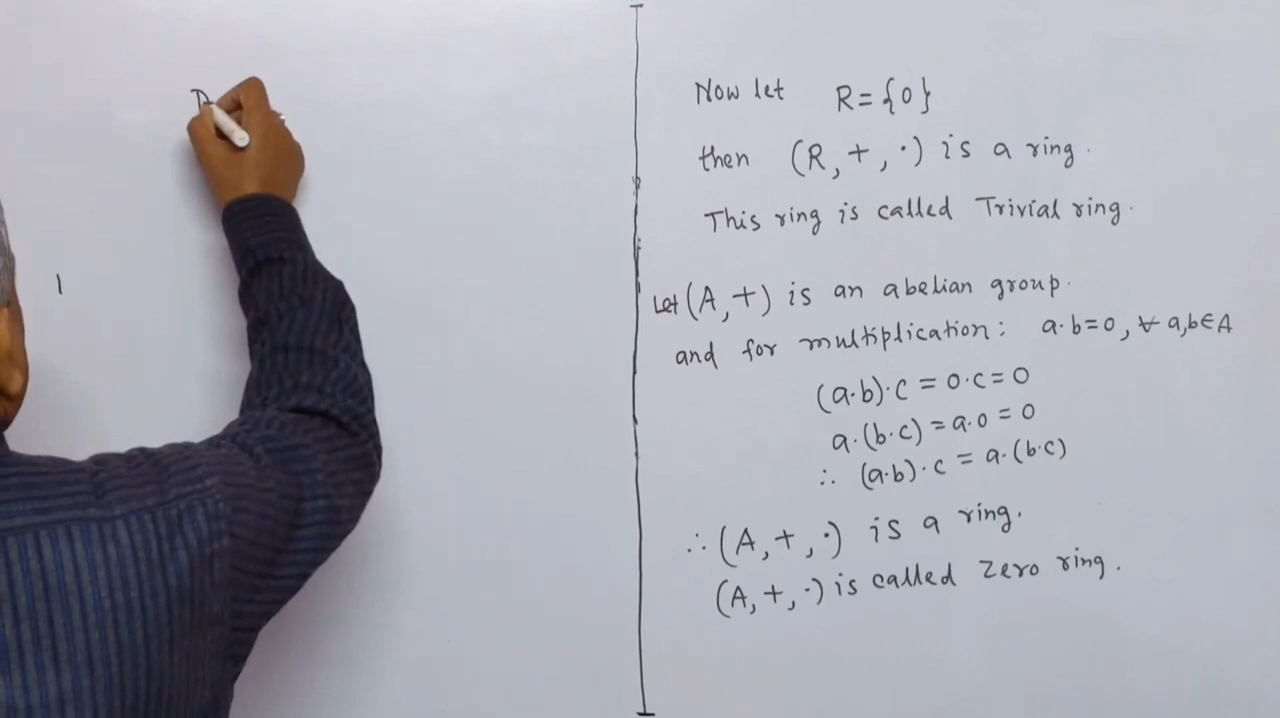 Now let R={0}
then (R,+,·) is a ring.
This ring is called Trivial ring.
Let (A,+) is an abelian group.
and for multiplication: a·b=0, ∀ a,b∈A
(a·b)·c = 0·c=0
a·(b·c) = a·0 = 0
∴ (a·b)·c = a·(b·c)
∴ (A,+,·) is a ring.
(A,+,·) is called zero ring.